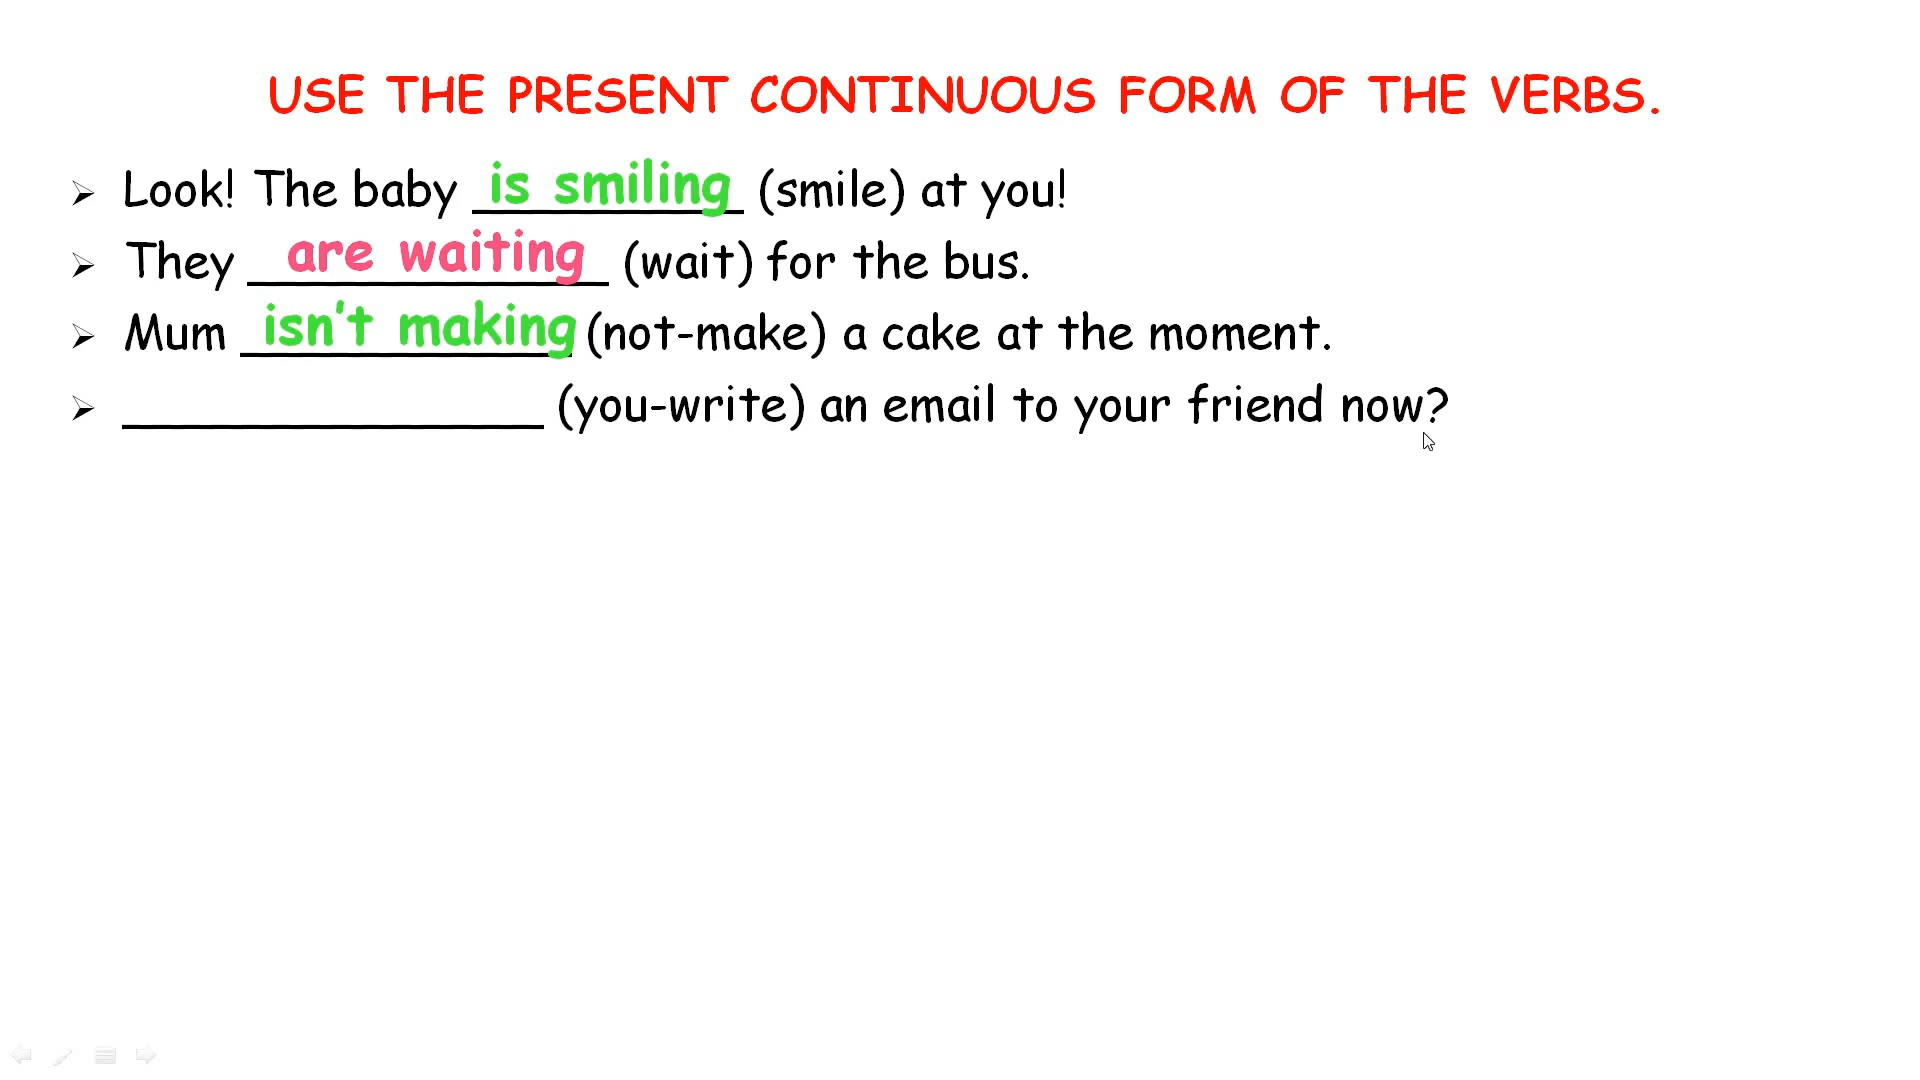 USE THE PRESENT CONTINUOUS FORM OF THE VERBS.
➢ Look! The baby is smiling (smile) at you!
➢ They are waiting (wait) for the bus.
➢ Mum isn't making (not-make) a cake at the moment.
➢ ______________ (you-write) an email to your friend now?